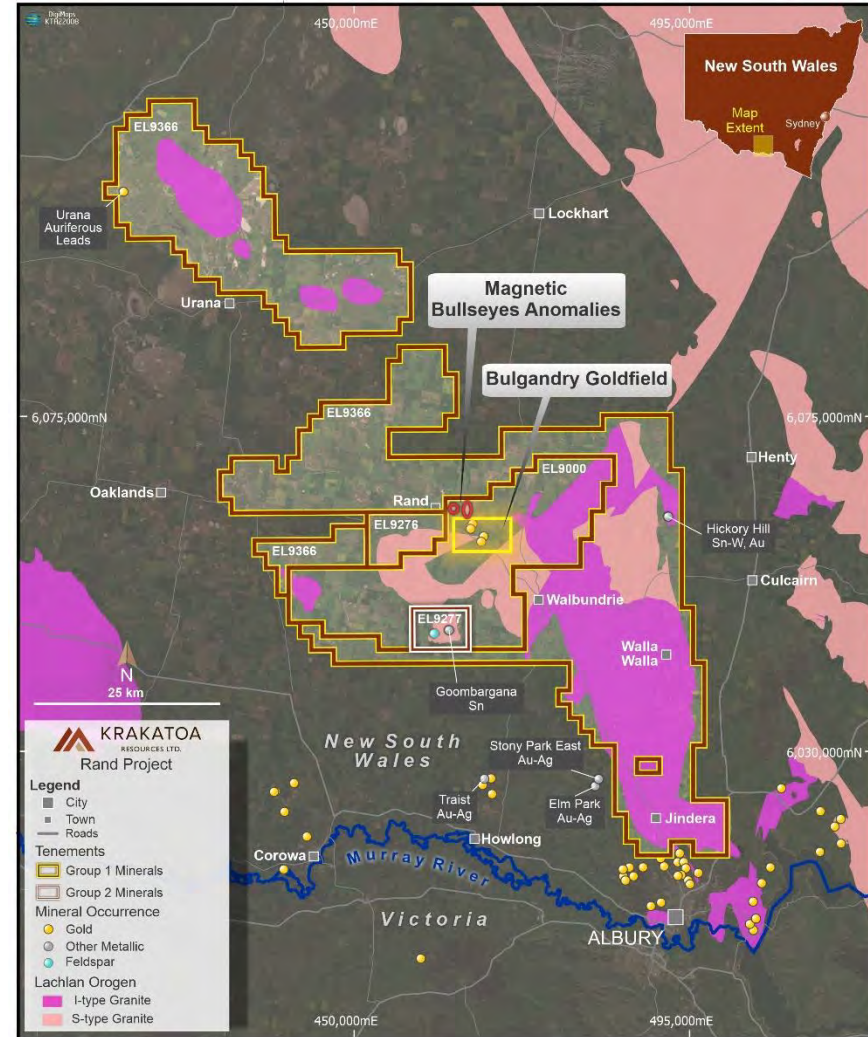 DigiMaps
KTA22008
450,000mE
495,000mE
New South Wales
Map
Extent
Sydney
EL9366
Urana
Auriferous
Leads
Lockhart
Urana
Magnetic
Bullseyes Anomalies
Bulgandry Goldfield
6,075,000mN
6,075,000mN
EL9366
EL9000
Henty
Oaklands
Rand
Hickory Hill
Sn-W, Au
EL9276
EL9366
Culcairn
Walbundrie
EL9277
Walla
Walla
N
25 km
Goombargana
Sn
KRAKATOA
RESOURCES LTD.
Rand Project
Legend
City
Town
Roads
Tenements
Group 1 Minerals
Group 2 Minerals
Mineral Occurrence
Gold
Other Metallic
Feldspar
Lachlan Orogen
I-type Granite
S-type Granite
New South
Wales
Stony Park East
Au-Ag
6,030,000mN
Traist
Au-Ag
Elm Park
Au-Ag
Jindera
Howlong
Corowa
Murray River
Victoria
ALBURY
450,000mE
495,000mE